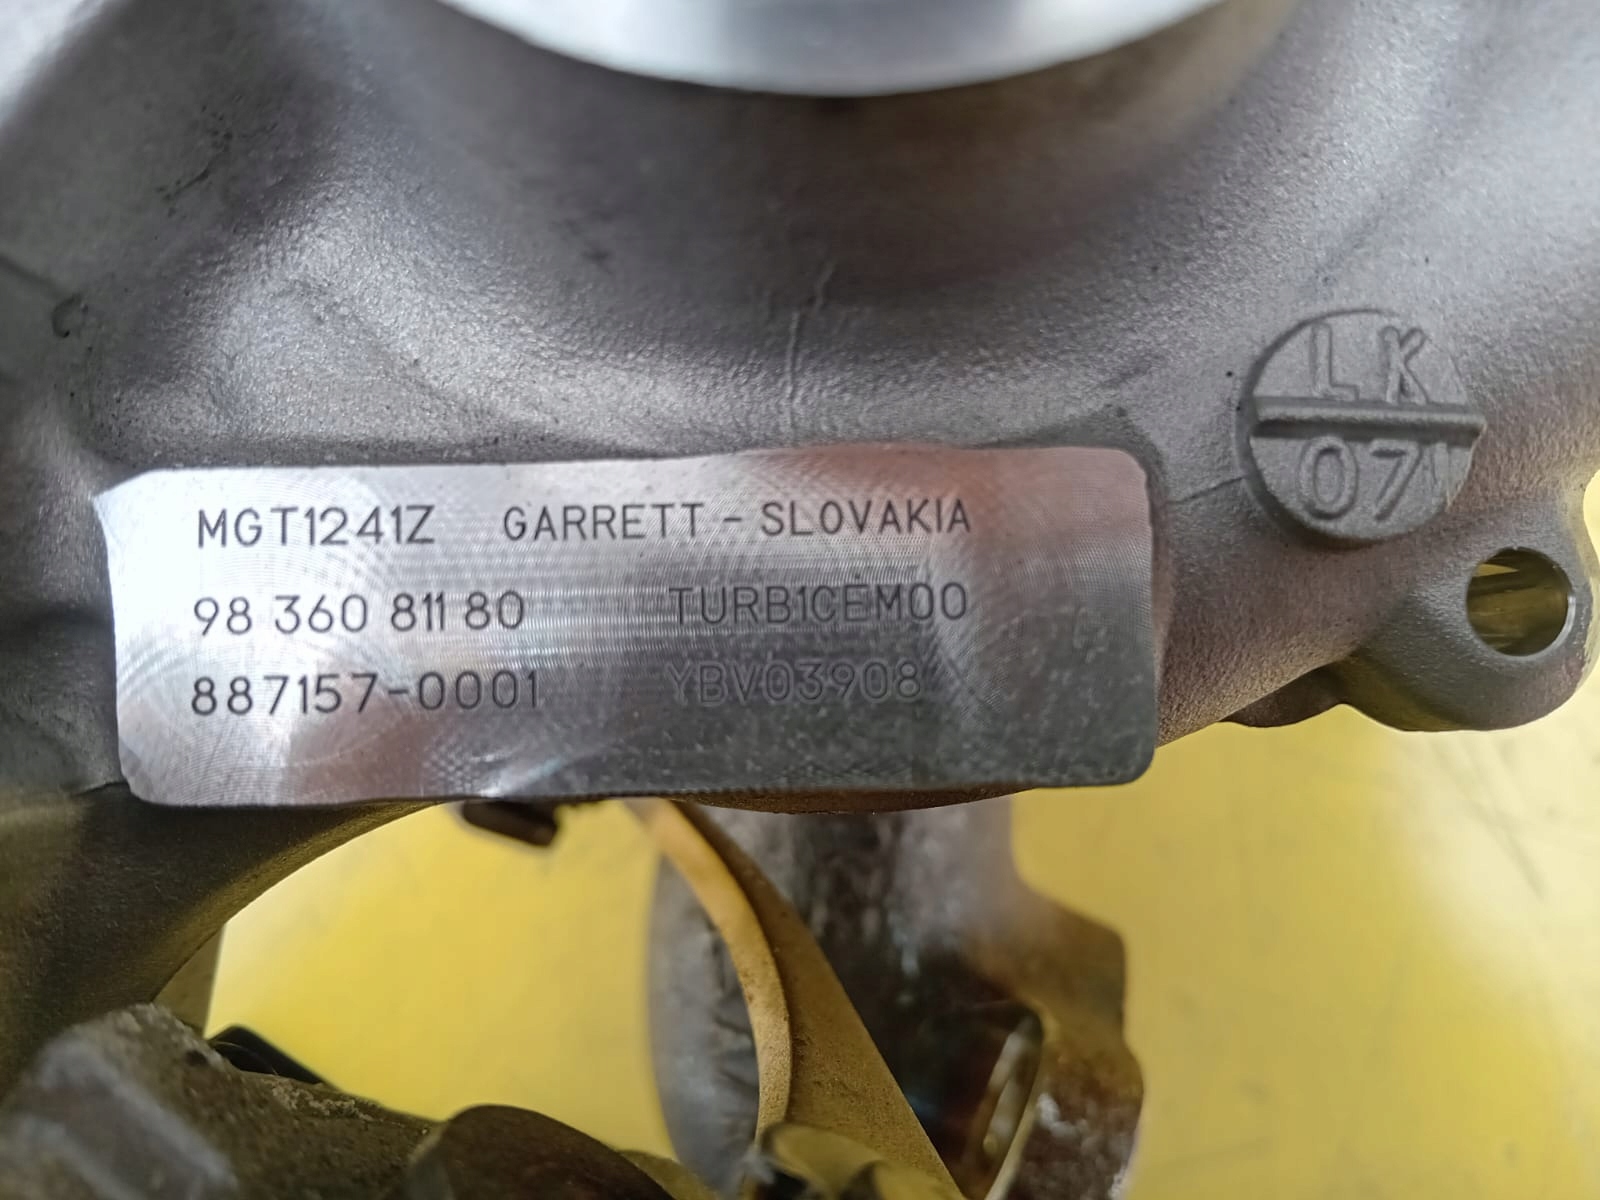 LK
07
MGT1241Z GARRETT - SLOVAKIA
98 360 811 80 TURB1CEM00
887157-0001 YBV03908